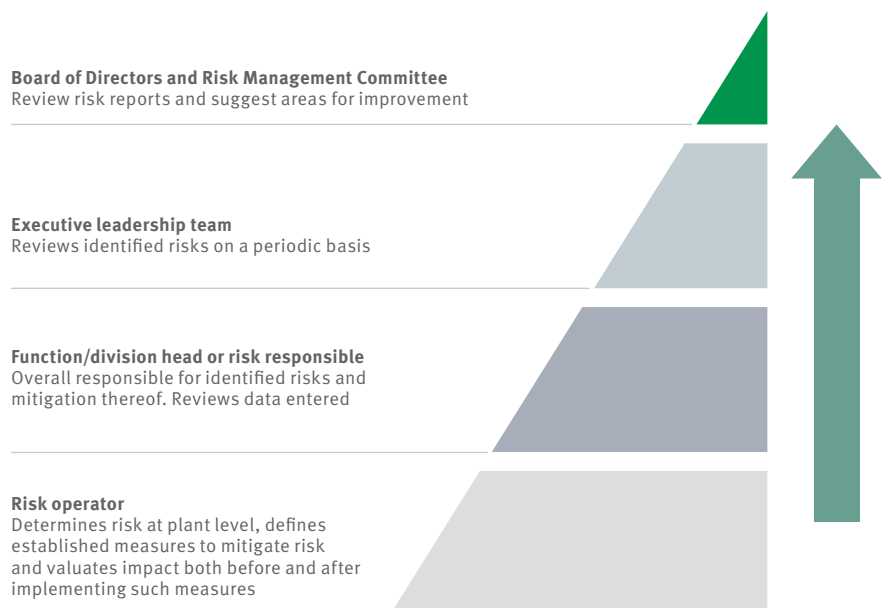 Board of Directors and Risk Management Committee
Review risk reports and suggest areas for improvement
Executive leadership team
Reviews identified risks on a periodic basis
Function/division head or risk responsible
Overall responsible for identified risks and
mitigation thereof. Reviews data entered
Risk operator
Determines risk at plant level, defines
established measures to mitigate risk
and valuates impact both before and after
implementing such measures